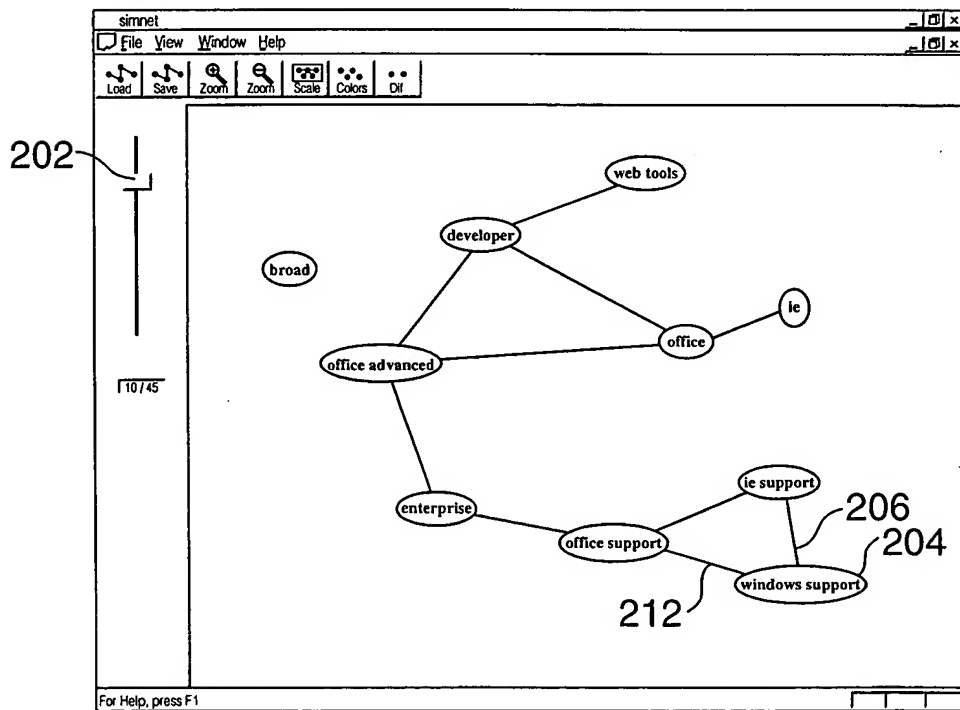 simnet
File View Window Help
Load Save Zoom Zoom Scale Colors Dif
202
web tools
developer
broad
ie
office
office advanced
10/45
ie support
enterprise
206
office support
204
windows support
212
For Help, press F1